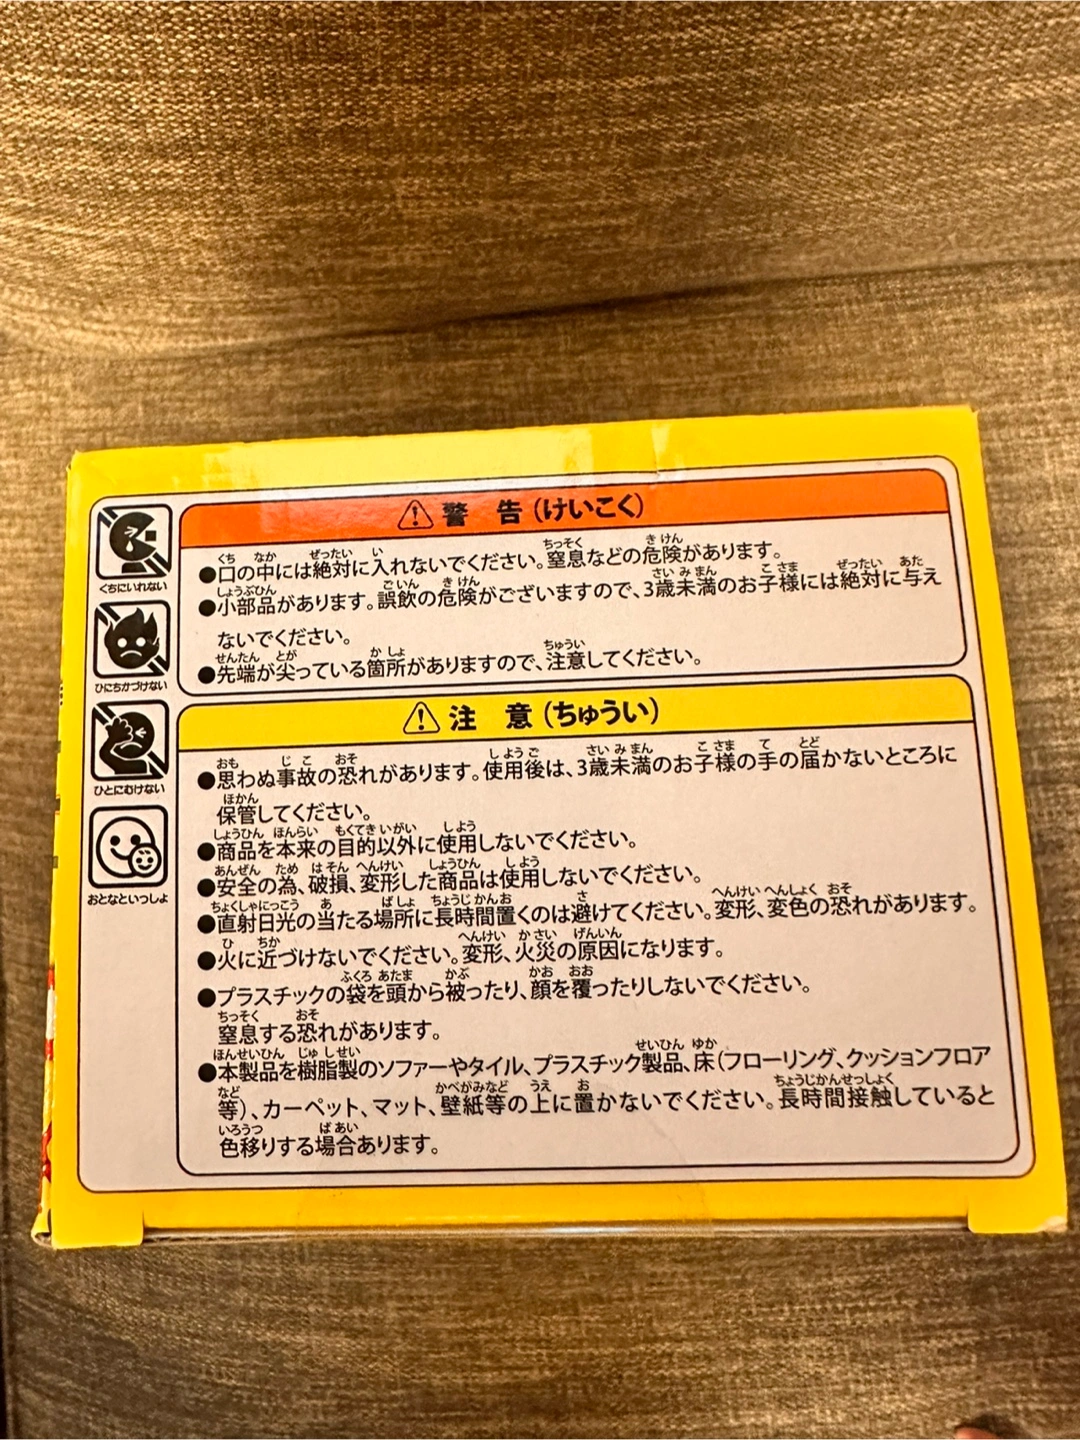 くちにいれない
ひにちかづけない
ひとにむけない
おとなといっしょ
警 告(けいこく)
●口の中には絶対に入れないでください。窒息などの危険があります。
●小部品があります。誤飲の危険がございますので、3歳未満のお子様には絶対に与え
ないでください。
●先端が尖っている箇所がありますので、注意してください。
注 意(ちゅうい)
●思わぬ事故の恐れがあります。使用後は、3歳未満のお子様の手の届かないところに
保管してください。
●商品を本来の目的以外に使用しないでください。
●安全の為、破損、変形した商品は使用しないでください。
●直射日光の当たる場所に長時間置くのは避けてください。変形、変色の恐れがあります。
●火に近づけないでください。変形、火災の原因になります。
●プラスチックの袋を頭から被ったり、顔を覆ったりしないでください。
窒息する恐れがあります。
●本製品を樹脂製のソファーやタイル、プラスチック製品、床(フローリング、クッションフロア
等)、カーペット、マット、壁紙等の上に置かないでください。長時間接触していると
色移りする場合あります。